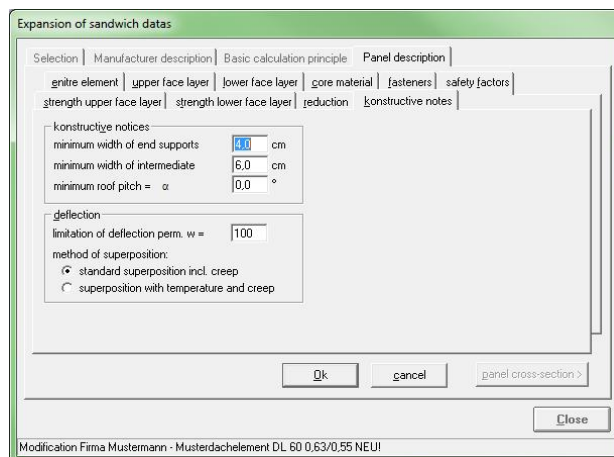 Expansion of sandwich datas
Selection Manufacturer description Basic calculation principle Panel description
enitre element upper face layer lower face layer core material fasteners safety factors
strength upper face layer strength lower face layer reduction konstructive notes
konstructive notices
minimum width of end supports 4,0 cm
minimum width of intermediate 6,0 cm
minimum roof pitch = α 0,0 °
deflection
limitation of deflection perm. w = 100
method of superposition:
standard superposition incl. creep
superposition with temperature and creep
Ok cancel panel cross-section >
Close
Modification Firma Mustermann - Musterdachelement DL 60 0,63/0,55 NEU!